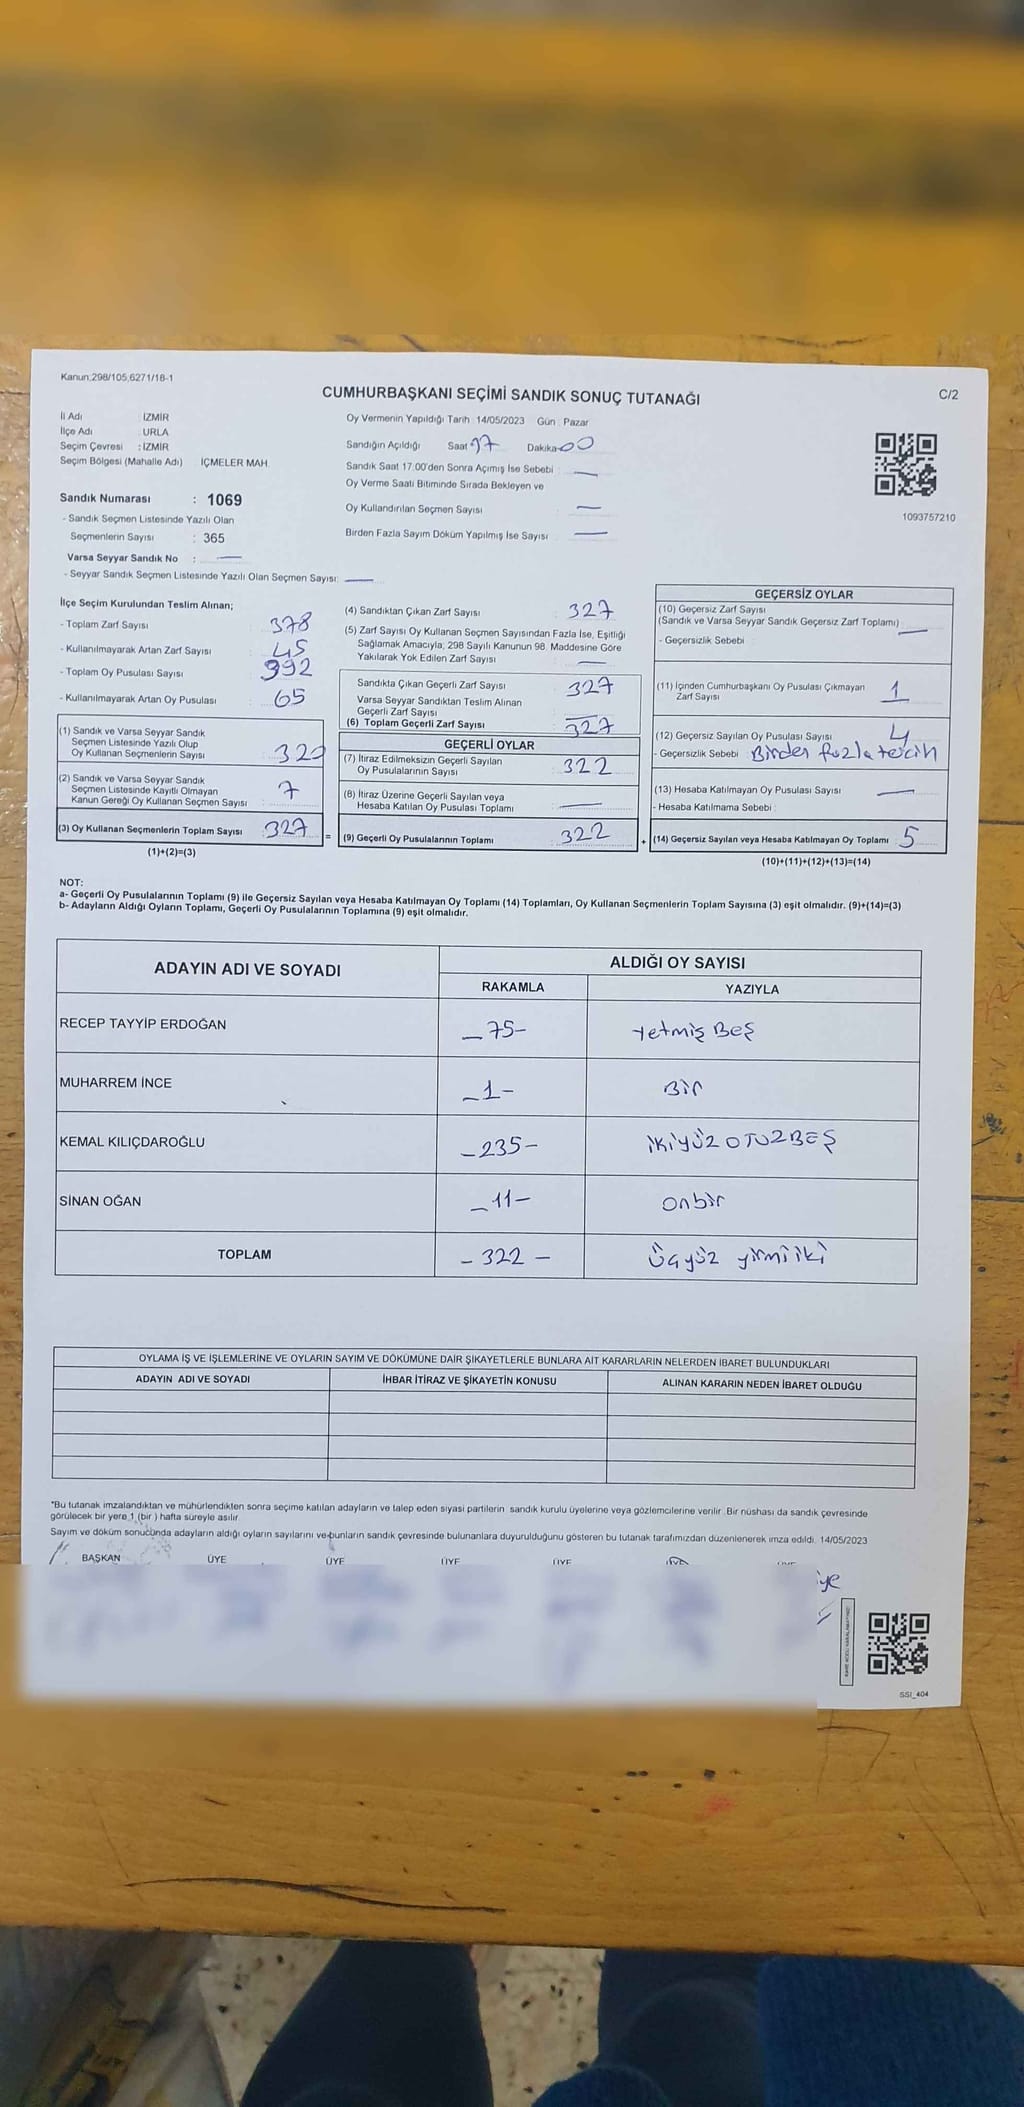 Kanun;298/105,6271/18-1
CUMHURBAŞKANI SEÇİMİ SANDIK SONUÇ TUTANAĞI
C/2
İl Adı : İZMİR
İlçe Adı : URLA
Seçim Çevresi : İZMİR
Seçim Bölgesi (Mahalle Adı) İÇMELER MAH.
Sandık Numarası : 1069
- Sandık Seçmen Listesinde Yazılı Olan
Seçmenlerin Sayısı : 365
Varsa Seyyar Sandık No : —
- Seyyar Sandık Seçmen Listesinde Yazılı Olan Seçmen Sayısı: —
Oy Vermenin Yapıldığı Tarih : 14/05/2023 Gün : Pazar
Sandığın Açıldığı Saat 17 Dakika 00
Sandık Saat 17:00'den Sonra Açımış İse Sebebi : —
Oy Verme Saati Bitiminde Sırada Bekleyen ve
Oy Kullandırılan Seçmen Sayısı : —
Birden Fazla Sayım Döküm Yapılmış İse Sayısı : —
1093757210
İlçe Seçim Kurulundan Teslim Alınan;
- Toplam Zarf Sayısı : 378
- Kullanılmayarak Artan Zarf Sayısı : 45
- Toplam Oy Pusulası Sayısı : 392
- Kullanılmayarak Artan Oy Pusulası : 65
(1) Sandık ve Varsa Seyyar Sandık
Seçmen Listesinde Yazılı Olup
Oy Kullanan Seçmenlerin Sayısı : 320
(2) Sandık ve Varsa Seyyar Sandık
Seçmen Listesinde Kayıtlı Olmayan
Kanun Gereği Oy Kullanan Seçmen Sayısı : 7
(3) Oy Kullanan Seçmenlerin Toplam Sayısı : 327
(1)+(2)=(3)
(4) Sandıktan Çıkan Zarf Sayısı : 327
(5) Zarf Sayısı Oy Kullanan Seçmen Sayısından Fazla İse, Eşitliği
Sağlamak Amacıyla; 298 Sayılı Kanunun 98. Maddesine Göre
Yakılarak Yok Edilen Zarf Sayısı : —
Sandıkta Çıkan Geçerli Zarf Sayısı : 327
Varsa Seyyar Sandıktan Teslim Alınan
Geçerli Zarf Sayısı : —
(6) Toplam Geçerli Zarf Sayısı : 327
GEÇERLİ OYLAR
(7) İtiraz Edilmeksizin Geçerli Sayılan
Oy Pusulalarının Sayısı : 322
(8) İtiraz Üzerine Geçerli Sayılan veya
Hesaba Katılan Oy Pusulası Toplamı : —
= (9) Geçerli Oy Pusulalarının Toplamı : 322
GEÇERSİZ OYLAR
(10) Geçersiz Zarf Sayısı
(Sandık ve Varsa Seyyar Sandık Geçersiz Zarf Toplamı) : —
- Geçersizlik Sebebi :
(11) İçinden Cumhurbaşkanı Oy Pusulası Çıkmayan
Zarf Sayısı : 1
(12) Geçersiz Sayılan Oy Pusulası Sayısı : 4
- Geçersizlik Sebebi : Birden fazla tercih
(13) Hesaba Katılmayan Oy Pusulası Sayısı : —
- Hesaba Katılmama Sebebi :
+ (14) Geçersiz Sayılan veya Hesaba Katılmayan Oy Toplamı : 5
(10)+(11)+(12)+(13)=(14)
NOT:
a- Geçerli Oy Pusulalarının Toplamı (9) ile Geçersiz Sayılan veya Hesaba Katılmayan Oy Toplamı (14) Toplamları, Oy Kullanan Seçmenlerin Toplam Sayısına (3) eşit olmalıdır. (9)+(14)=(3)
b- Adayların Aldığı Oyların Toplamı, Geçerli Oy Pusulalarının Toplamına (9) eşit olmalıdır.
ADAYIN ADI VE SOYADI ALDIĞI OY SAYISI
RAKAMLA YAZIYLA
RECEP TAYYİP ERDOĞAN –75– Yetmiş Beş
MUHARREM İNCE –1– Bir
KEMAL KILIÇDAROĞLU –235– İKİYÜZ OTUZBEŞ
SİNAN OĞAN –11– onbir
TOPLAM –322– üçyüz yirmi iki
OYLAMA İŞ VE İŞLEMLERİNE VE OYLARIN SAYIM VE DÖKÜMÜNE DAİR ŞİKAYETLERLE BUNLARA AİT KARARLARIN NELERDEN İBARET BULUNDUKLARI
ADAYIN ADI VE SOYADI İHBAR İTİRAZ VE ŞİKAYETİN KONUSU ALINAN KARARIN NEDEN İBARET OLDUĞU
*Bu tutanak imzalandıktan ve mühürlendikten sonra seçime katılan adayların ve talep eden siyasi partilerin sandık kurulu üyelerine veya gözlemcilerine verilir. Bir nüshası da sandık çevresinde
görülecek bir yere 1 (bir) hafta süreyle asılır.
Sayım ve döküm sonucunda adayların aldığı oyların sayılarını ve bunların sandık çevresinde bulunanlara duyurulduğunu gösteren bu tutanak tarafımızdan düzenlenerek imza edildi. 14/05/2023
BAŞKAN ÜYE ÜYE ÜYE ÜYE
SSI_404